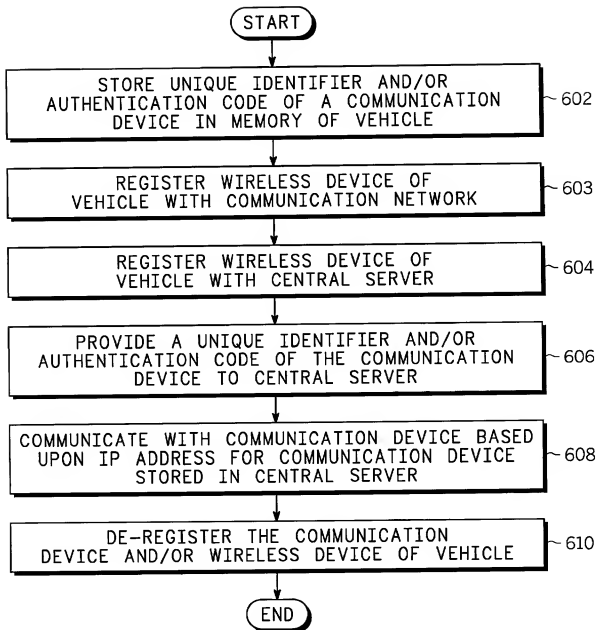 START
STORE UNIQUE IDENTIFIER AND/OR
AUTHENTICATION CODE OF A COMMUNICATION
DEVICE IN MEMORY OF VEHICLE
602
REGISTER WIRELESS DEVICE OF
VEHICLE WITH COMMUNICATION NETWORK
603
REGISTER WIRELESS DEVICE OF
VEHICLE WITH CENTRAL SERVER
604
PROVIDE A UNIQUE IDENTIFIER AND/OR
AUTHENTICATION CODE OF THE COMMUNICATION
DEVICE TO CENTRAL SERVER
606
COMMUNICATE WITH COMMUNICATION DEVICE BASED
UPON IP ADDRESS FOR COMMUNICATION DEVICE
STORED IN CENTRAL SERVER
608
DE-REGISTER THE COMMUNICATION
DEVICE AND/OR WIRELESS DEVICE OF VEHICLE
610
END